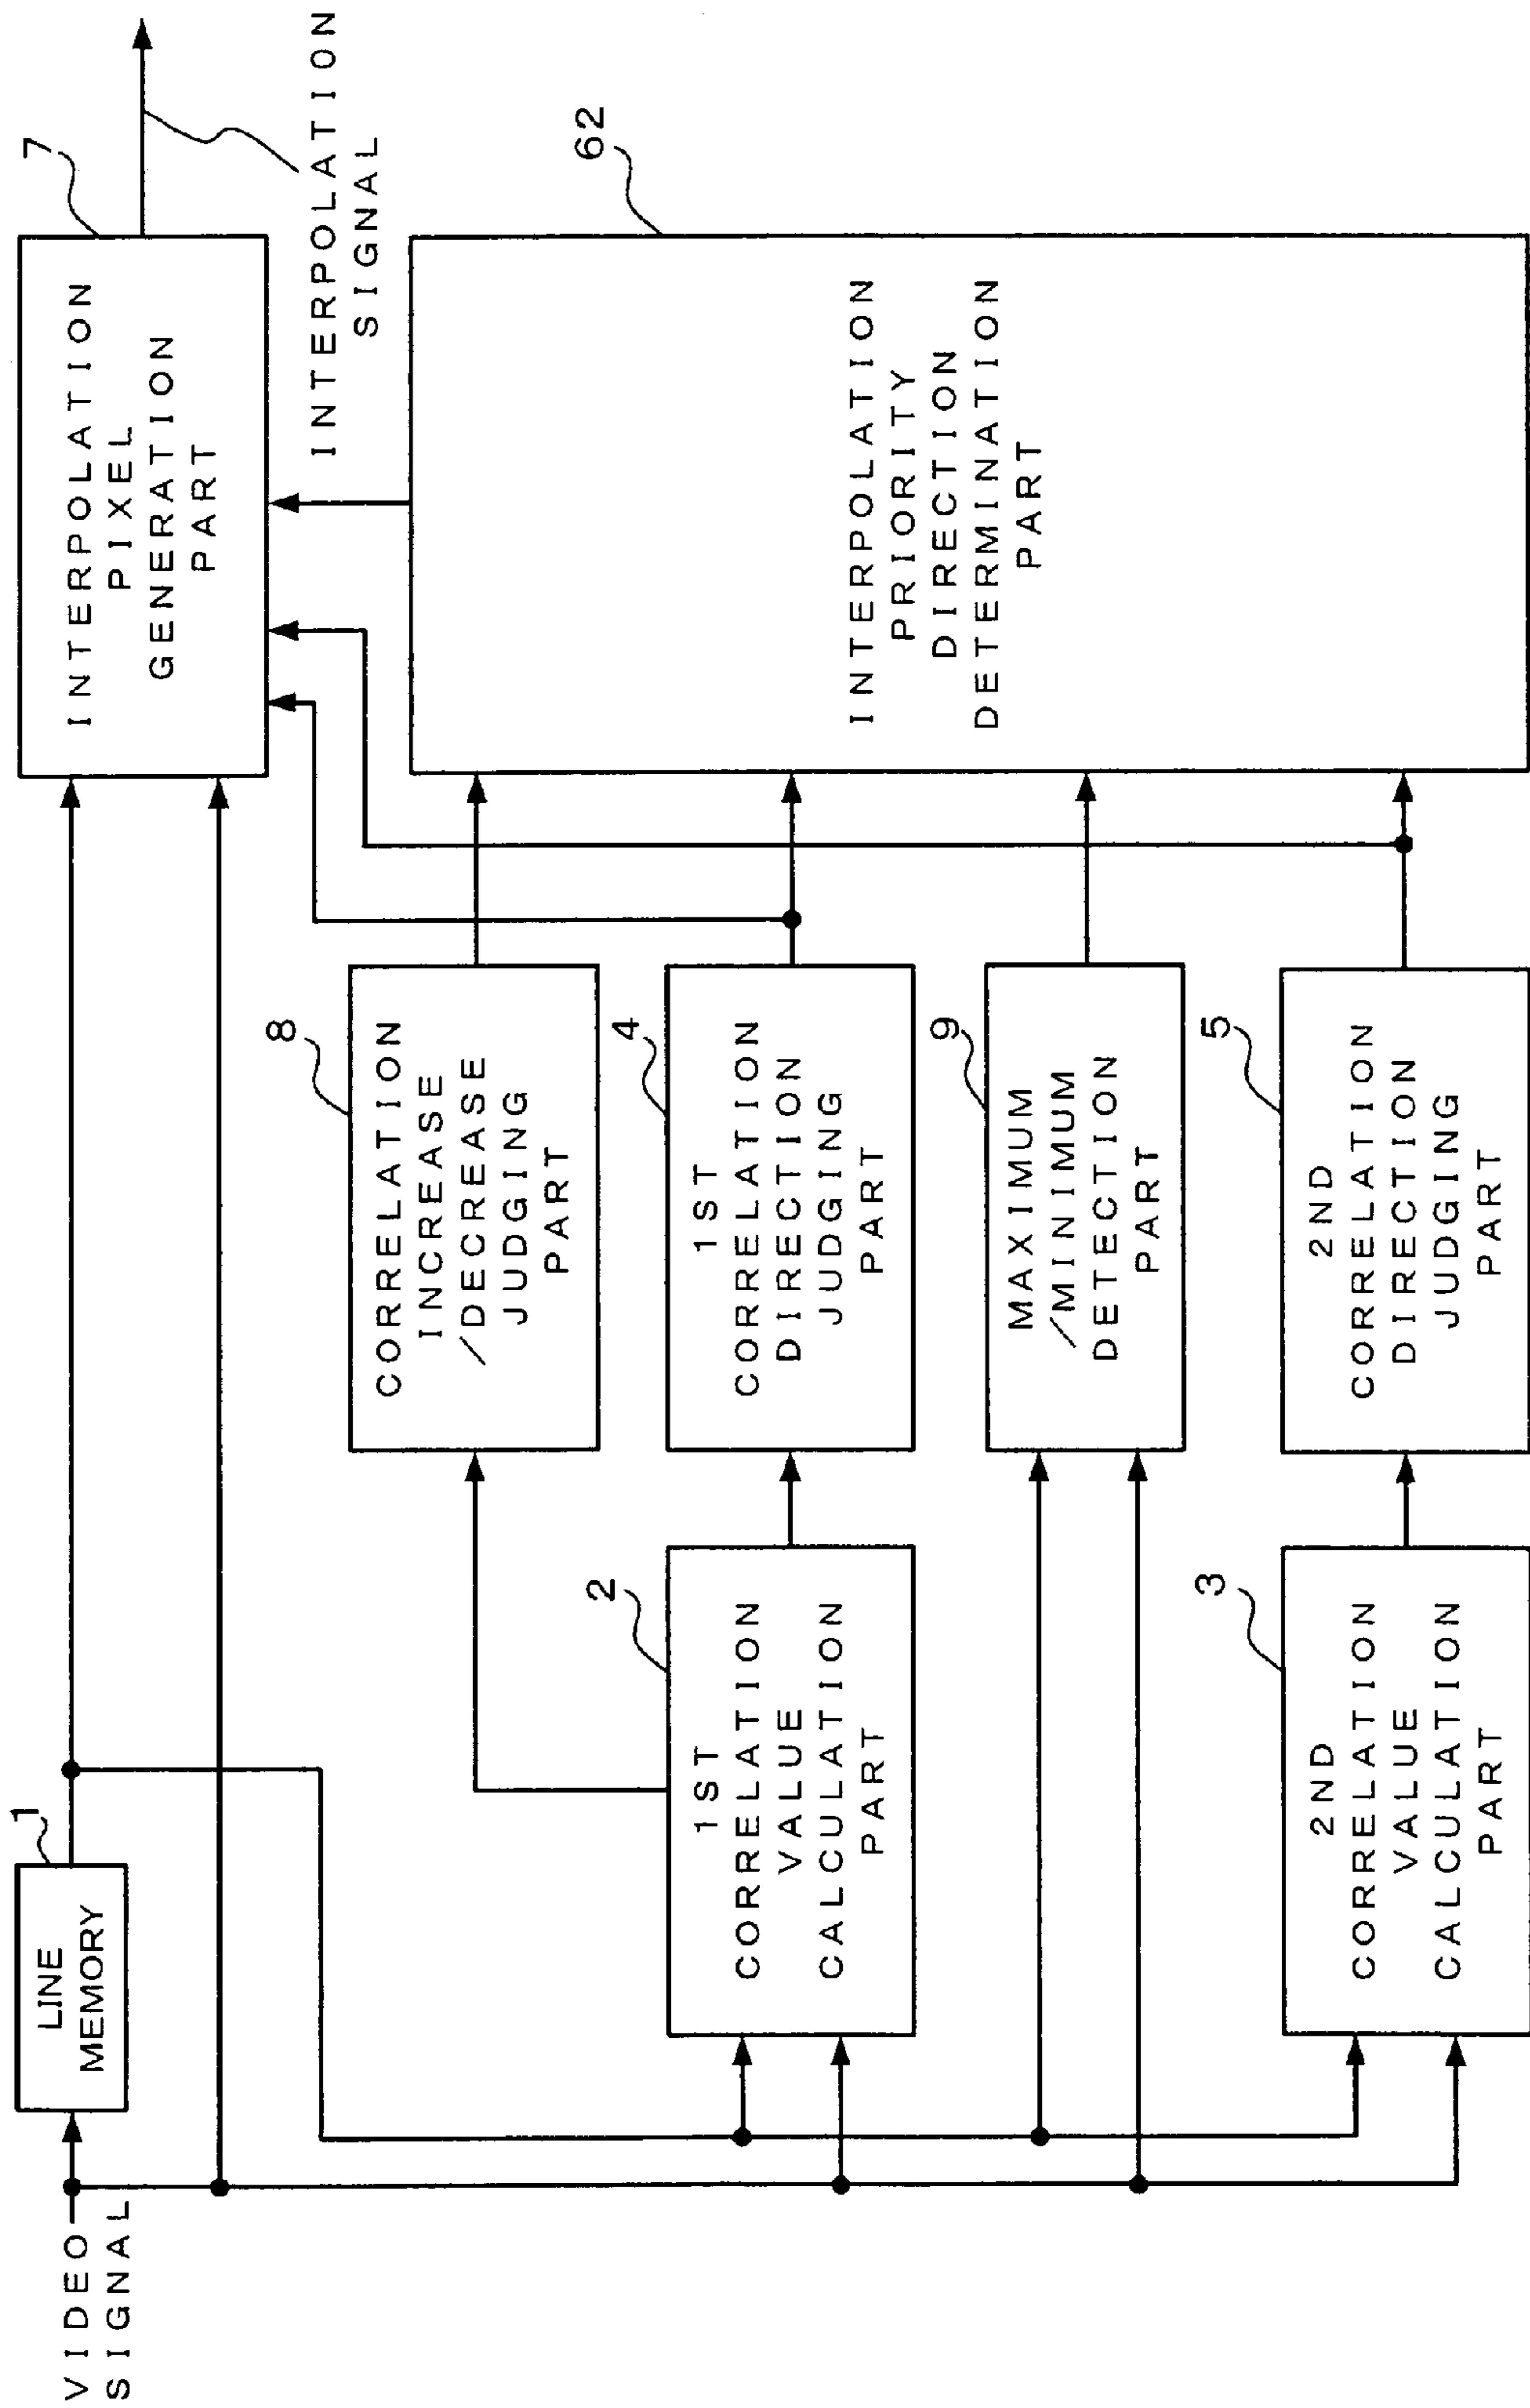 VIDEO
SIGNAL
1
LINE
MEMORY
7
INTERPOLATION
PIXEL
GENERATION
PART
INTERPOLATION
SIGNAL
8
CORRELATION
INCREASE
/DECREASE
JUDGING
PART
2
1ST
CORRELATION
VALUE
CALCULATION
PART
4
1ST
CORRELATION
DIRECTION
JUDGING
PART
62
INTERPOLATION
PRIORITY
DIRECTION
DETERMINATION
PART
9
MAXIMUM
/MINIMUM
DETECTION
PART
3
2ND
CORRELATION
VALUE
CALCULATION
PART
5
2ND
CORRELATION
DIRECTION
JUDGING
PART